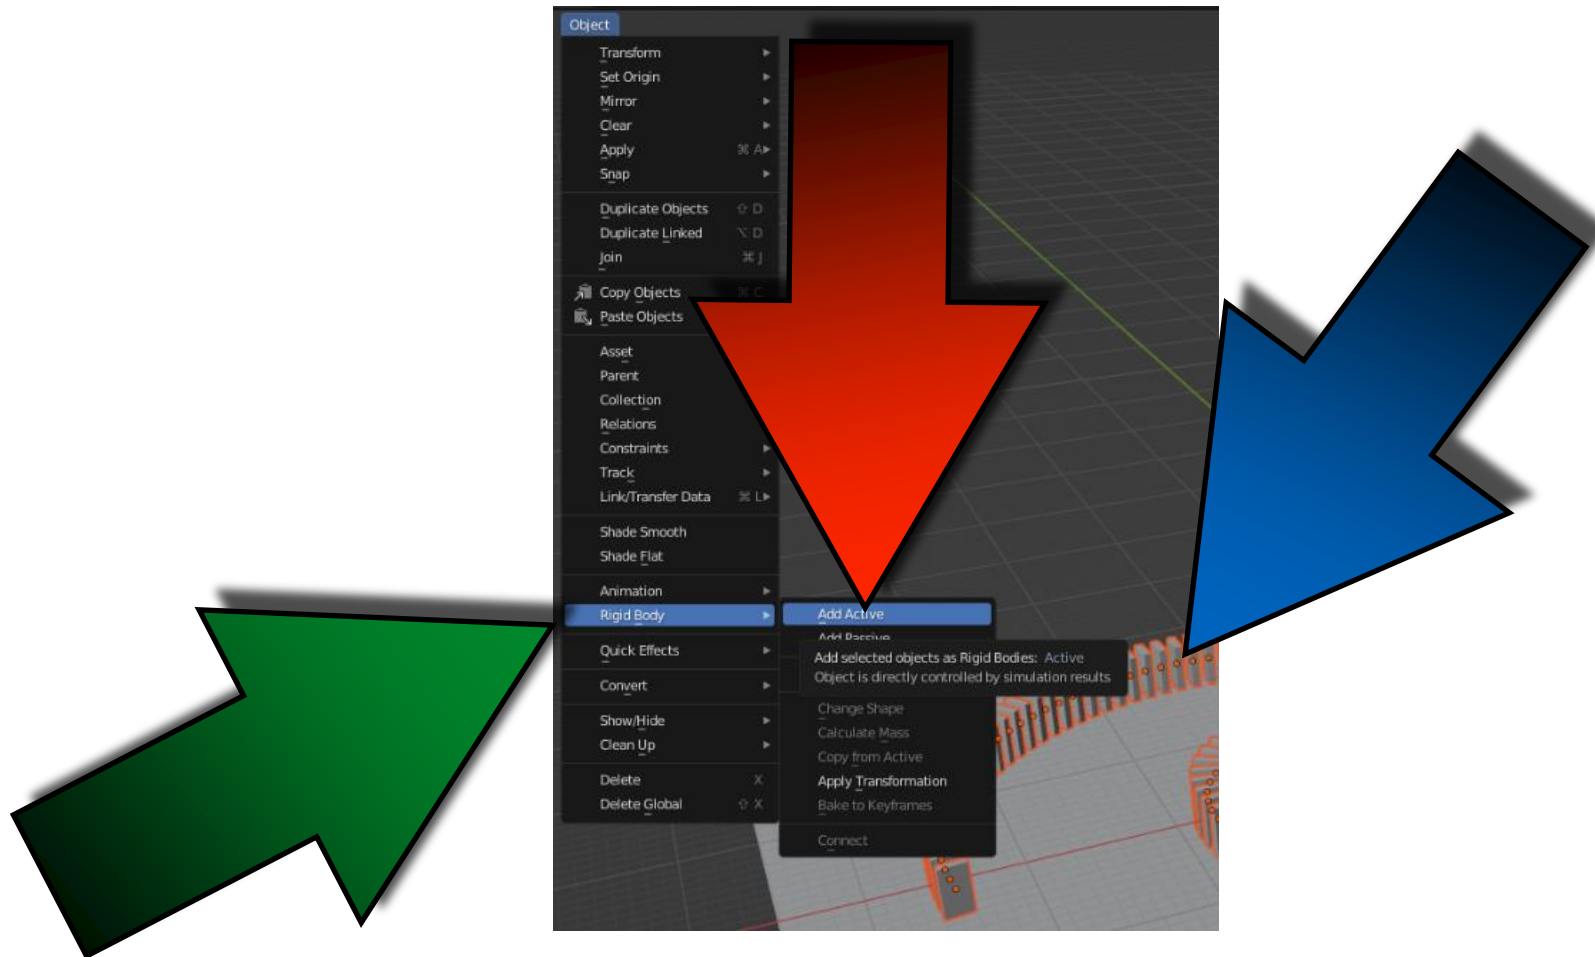 Object
Transform
Set Origin
Mirror
Clear
Apply ⌘ A
Snap
Duplicate Objects ⇧ D
Duplicate Linked ⌥ D
Join ⌘ J
Copy Objects ⌘ C
Paste Objects
Asset
Parent
Collection
Relations
Constraints
Track
Link/Transfer Data ⌘ L
Shade Smooth
Shade Flat
Animation
Rigid Body
Quick Effects
Convert
Show/Hide
Clean Up
Delete X
Delete Global ⇧ X
Add Active
Add Passive
Add selected objects as Rigid Bodies: Active
Object is directly controlled by simulation results
Change Shape
Calculate Mass
Copy from Active
Apply Transformation
Bake to Keyframes
Connect